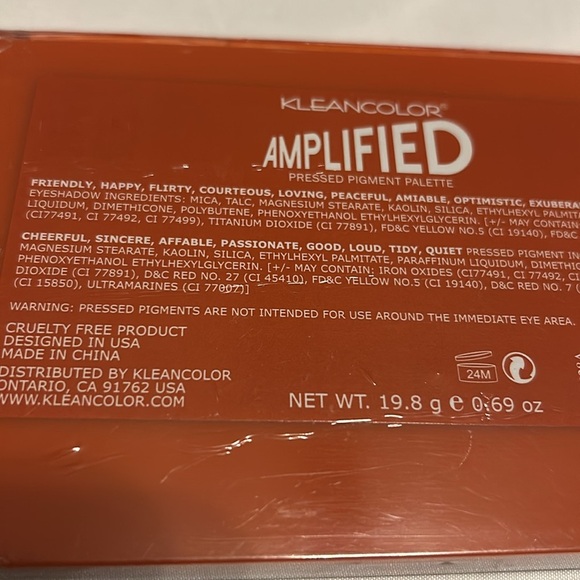 KLEANCOLOR®
AMPLIFIED
PRESSED PIGMENT PALETTE
FRIENDLY, HAPPY, FLIRTY, COURTEOUS, LOVING, PEACEFUL, AMIABLE, OPTIMISTIC,
EYESHADOW INGREDIENTS: MICA, TALC, MAGNESIUM STEARATE, KAOLIN, SILICA, ETHYLHEXYL
LIQUIDUM, DIMETHICONE, POLYBUTENE, PHENOXYETHANOL ETHYLHEXYLGLYCERIN. [+/- MAY CONTAIN
(CI77491, CI 77492, CI 77499), TITANIUM DIOXIDE (CI 77891), FD&C YELLOW NO.5 (CI 19140), FD&C
CHEERFUL, SINCERE, AFFABLE, PASSIONATE, GOOD, LOUD, TIDY, QUIET PRESSED PIGMENT
MAGNESIUM STEARATE, KAOLIN, SILICA, ETHYLHEXYL PALMITATE, PARAFFINUM LIQUIDUM,
PHENOXYETHANOL ETHYLHEXYLGLYCERIN. [+/- MAY CONTAIN: IRON OXIDES (CI77491, CI 77492,
DIOXIDE (CI 77891), D&C RED NO. 27 (CI 45410), FD&C YELLOW NO.5 (CI 19140), D&C RED NO. 7
(CI 15850), ULTRAMARINES (CI 77007)]
WARNING: PRESSED PIGMENTS ARE NOT INTENDED FOR USE AROUND THE IMMEDIATE EYE AREA.
CRUELTY FREE PRODUCT
DESIGNED IN USA
MADE IN CHINA
DISTRIBUTED BY KLEANCOLOR
ONTARIO, CA 91762 USA
WWW.KLEANCOLOR.COM
24M
NET WT. 19.8 g e 0.69 oz